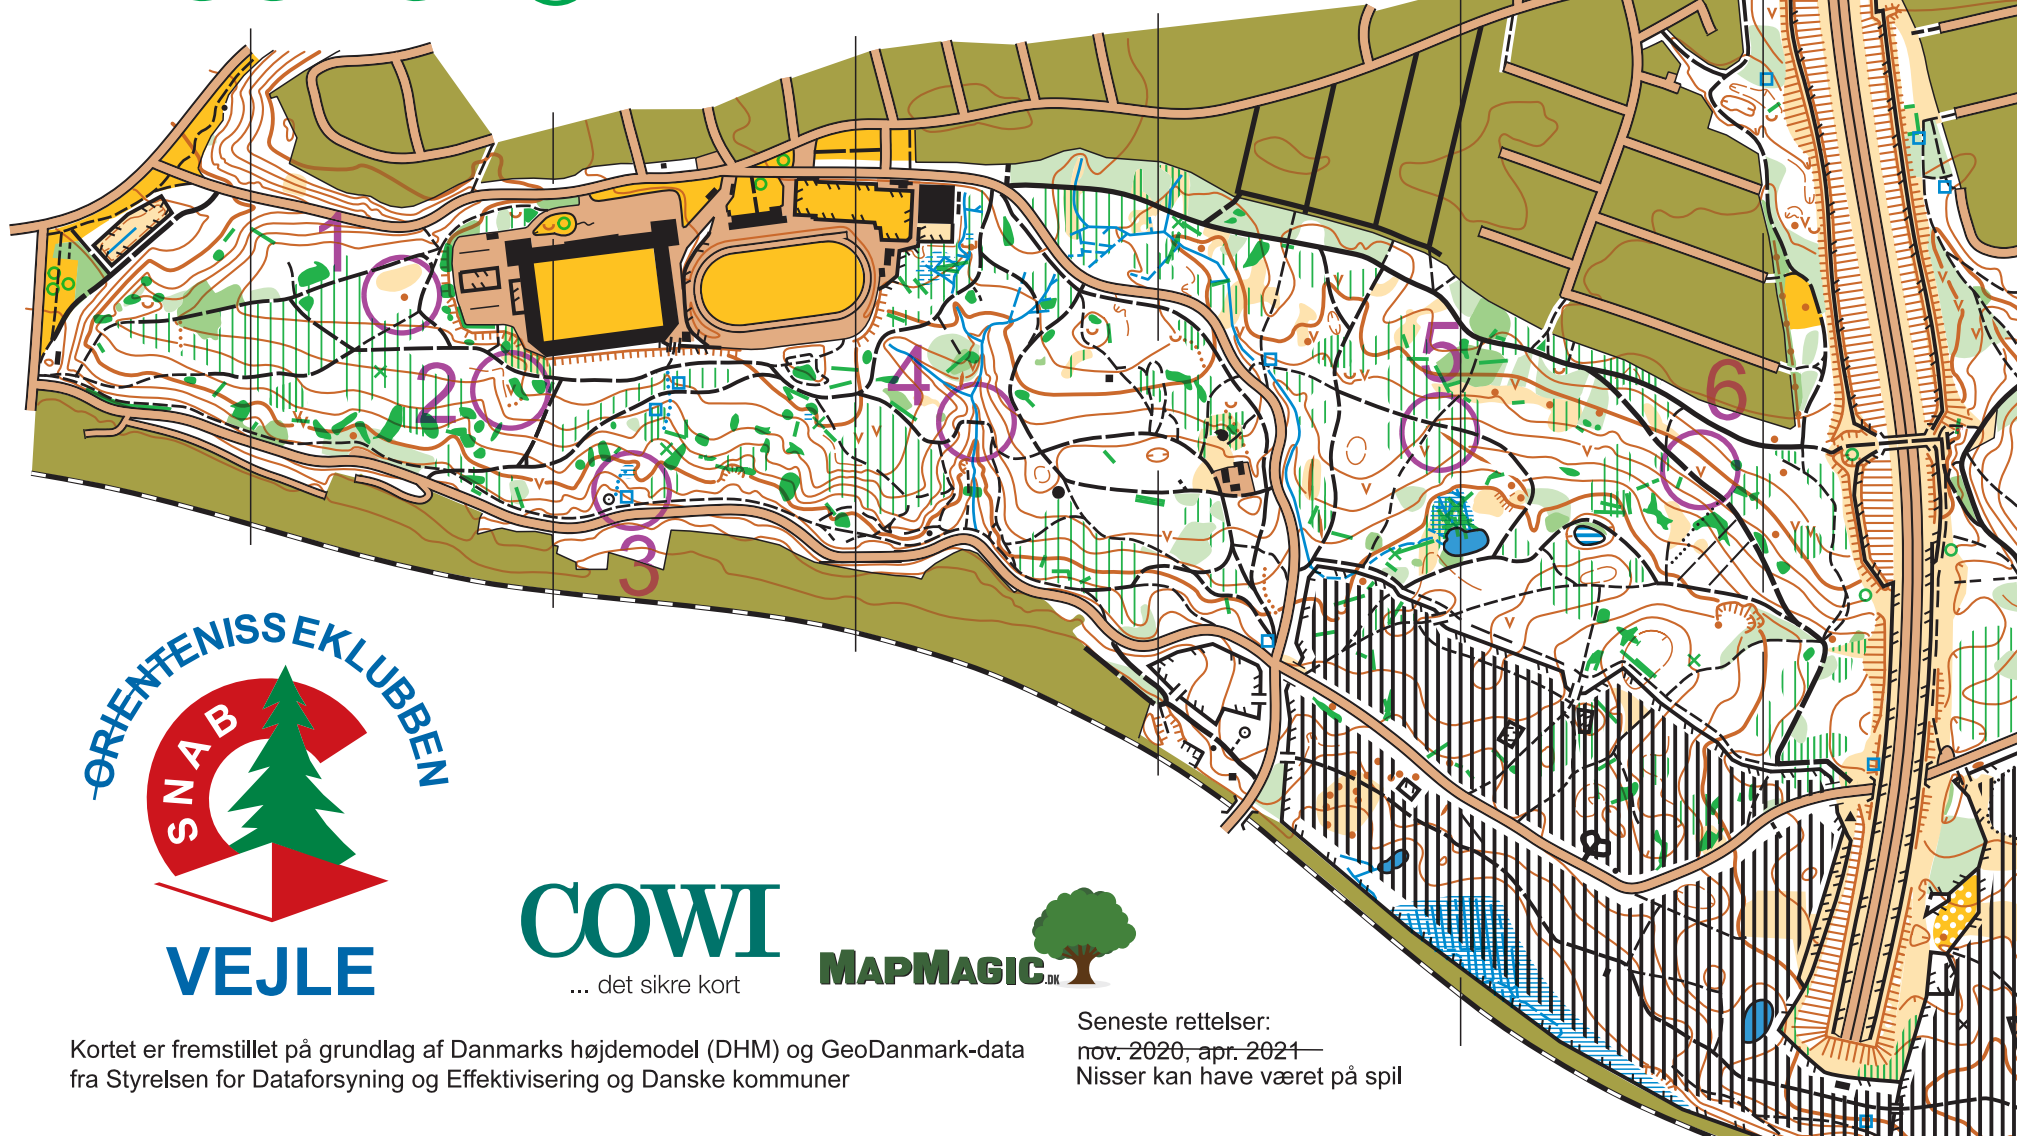 1
2
3
4
5
6
ORIENTENISSEKLUBBEN
SNAB
VEJLE
COWI
... det sikre kort
MAPMAGIC.DK
Kortet er fremstillet på grundlag af Danmarks højdemodel (DHM) og GeoDanmark-data
fra Styrelsen for Dataforsyning og Effektivisering og Danske kommuner
Seneste rettelser:
nov. 2020, apr. 2021
Nisser kan have været på spil